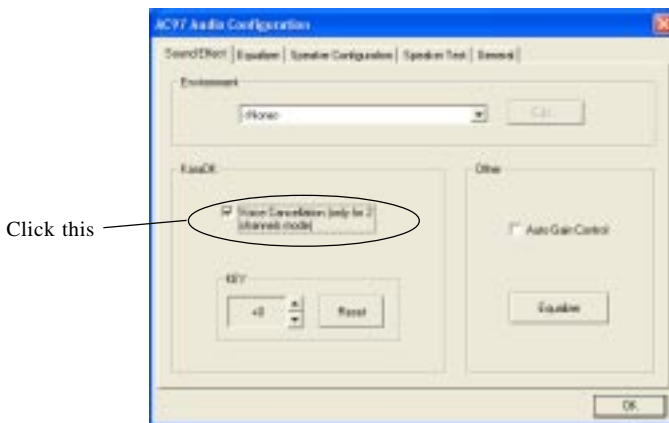 AC97 Audio Configuration
Sound Effect
Equalizer
Speaker Configuration
Speaker Test
General
Environment
<None>
Edit...
KaraOK
Other
Click this
Voice Cancellation (only for 2
channels mode)
Auto Gain Control
KEY
+0
Reset
Equalizer
OK